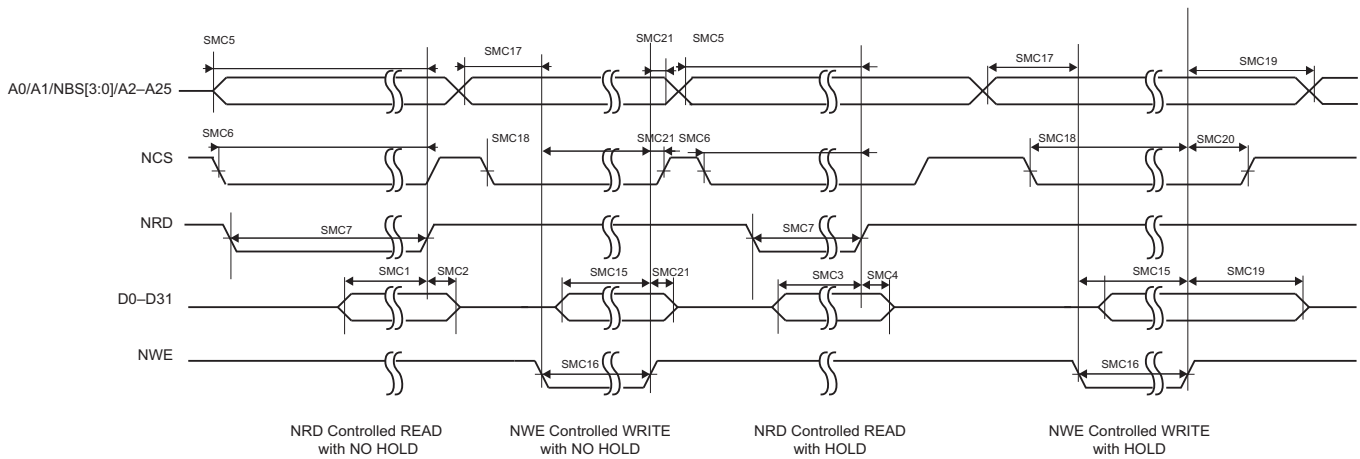 SMC5
SMC17
SMC21
SMC5
SMC17
SMC19
A0/A1/NBS[3:0]/A2–A25
SMC6
SMC18
SMC21
SMC6
SMC18
SMC20
NCS
NRD
SMC7
SMC7
SMC1
SMC2
SMC15
SMC21
SMC3
SMC4
SMC15
SMC19
D0–D31
NWE
SMC16
SMC16
NRD Controlled READ
with NO HOLD
NWE Controlled WRITE
with NO HOLD
NRD Controlled READ
with HOLD
NWE Controlled WRITE
with HOLD